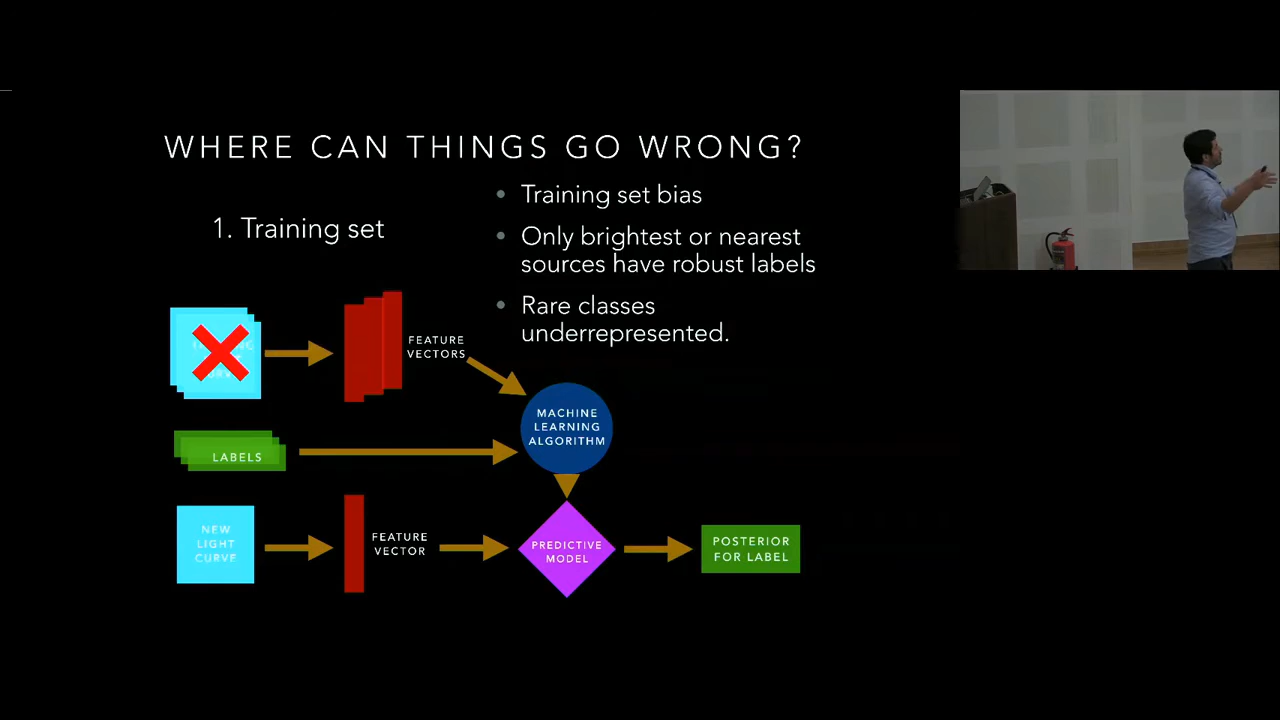 WHERE CAN THINGS GO WRONG?
1. Training set
• Training set bias
• Only brightest or nearest
sources have robust labels
• Rare classes
underrepresented.
FEATURE
VECTORS
MACHINE
LEARNING
ALGORITHM
LABELS
NEW
LIGHT
CURVE
FEATURE
VECTOR
PREDICTIVE
MODEL
POSTERIOR
FOR LABEL